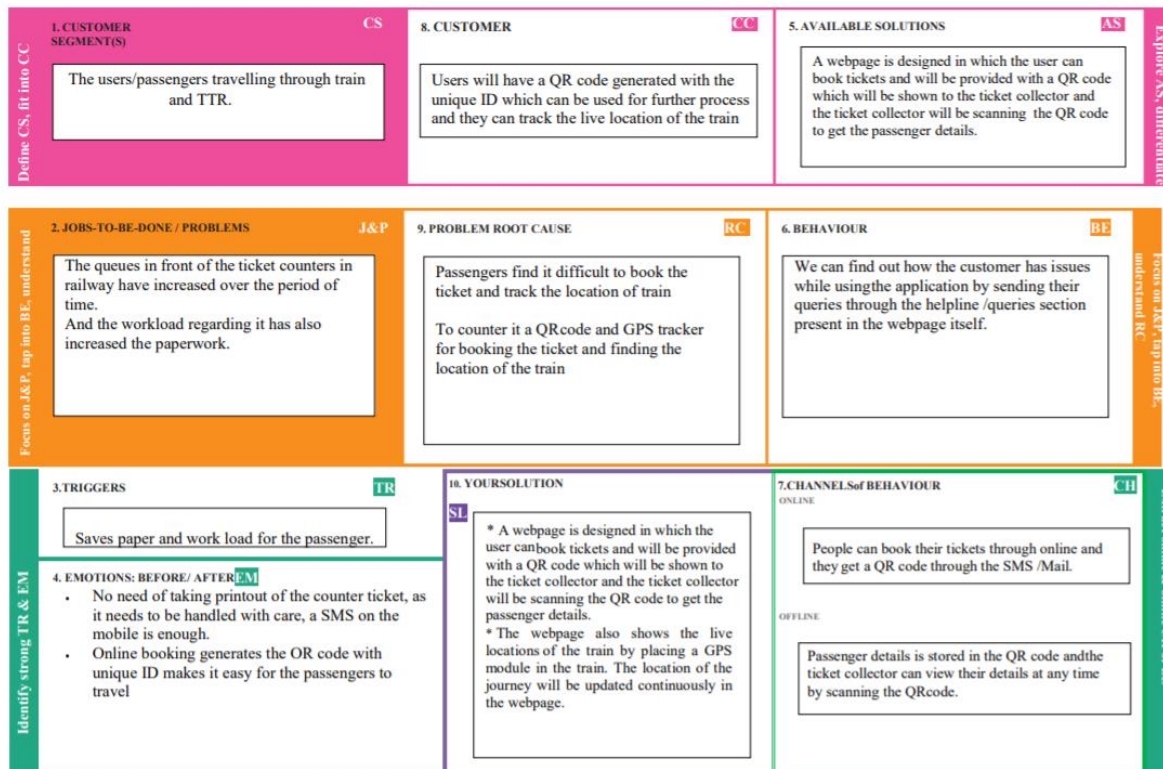 Define CS, fit into CC
1. CUSTOMER
SEGMENT(S)
CS
The users/passengers travelling through train
and TTR.
8. CUSTOMER
CC
Users will have a QR code generated with the
unique ID which can be used for further process
and they can track the live location of the train
5. AVAILABLE SOLUTIONS
AS
A webpage is designed in which the user can
book tickets and will be provided with a QR code
which will be shown to the ticket collector and
the ticket collector will be scanning the QR code
to get the passenger details.
Explore AS, differentiate
Focus on J&P, tap into BE, understand
2. JOBS-TO-BE-DONE / PROBLEMS
J&P
The queues in front of the ticket counters in
railway have increased over the period of
time.
And the workload regarding it has also
increased the paperwork.
9. PROBLEM ROOT CAUSE
RC
Passengers find it difficult to book the
ticket and track the location of train
To counter it a QRcode and GPS tracker
for booking the ticket and finding the
location of the train
6. BEHAVIOUR
BE
We can find out how the customer has issues
while usingthe application by sending their
queries through the helpline /queries section
present in the webpage itself.
Focus on J&P, tap into BE,
understand RC
Identify strong TR & EM
3.TRIGGERS
TR
Saves paper and work load for the passenger.
4. EMOTIONS: BEFORE/ AFTER EM
• No need of taking printout of the counter ticket, as
it needs to be handled with care, a SMS on the
mobile is enough.
• Online booking generates the OR code with
unique ID makes it easy for the passengers to
travel
10. YOURSOLUTION
SL
* A webpage is designed in which the
user canbook tickets and will be provided
with a QR code which will be shown to
the ticket collector and the ticket collector
will be scanning the QR code to get the
passenger details.
* The webpage also shows the live
locations of the train by placing a GPS
module in the train. The location of the
journey will be updated continuously in
the webpage.
7.CHANNELSof BEHAVIOUR
CH
ONLINE
People can book their tickets through online and
they get a QR code through the SMS /Mail.
OFFLINE
Passenger details is stored in the QR code andthe
ticket collector can view their details at any time
by scanning the QRcode.